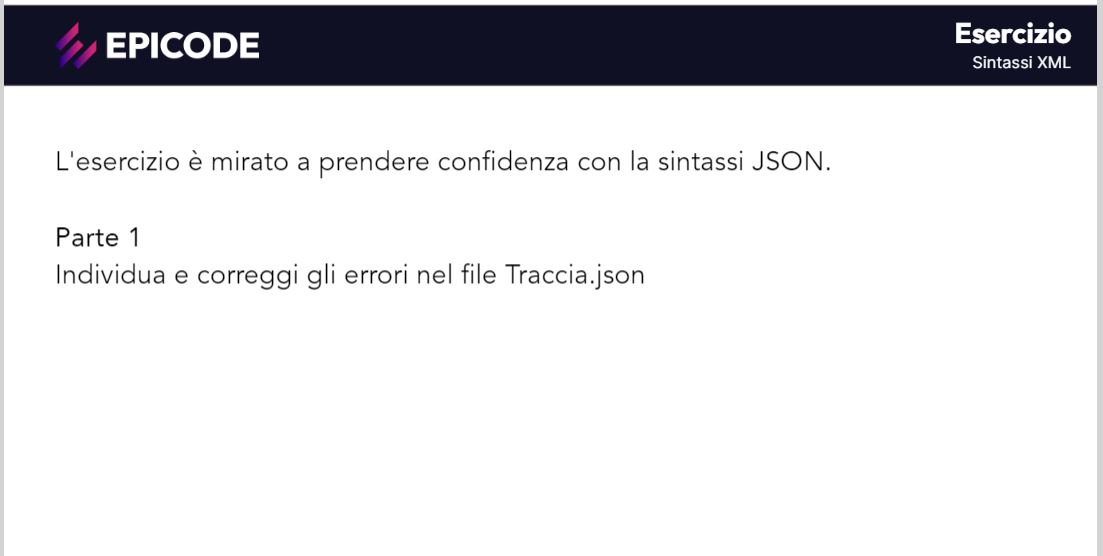 EPICODE
Esercizio
Sintassi XML
L'esercizio è mirato a prendere confidenza con la sintassi JSON.
Parte 1
Individua e correggi gli errori nel file Traccia.json